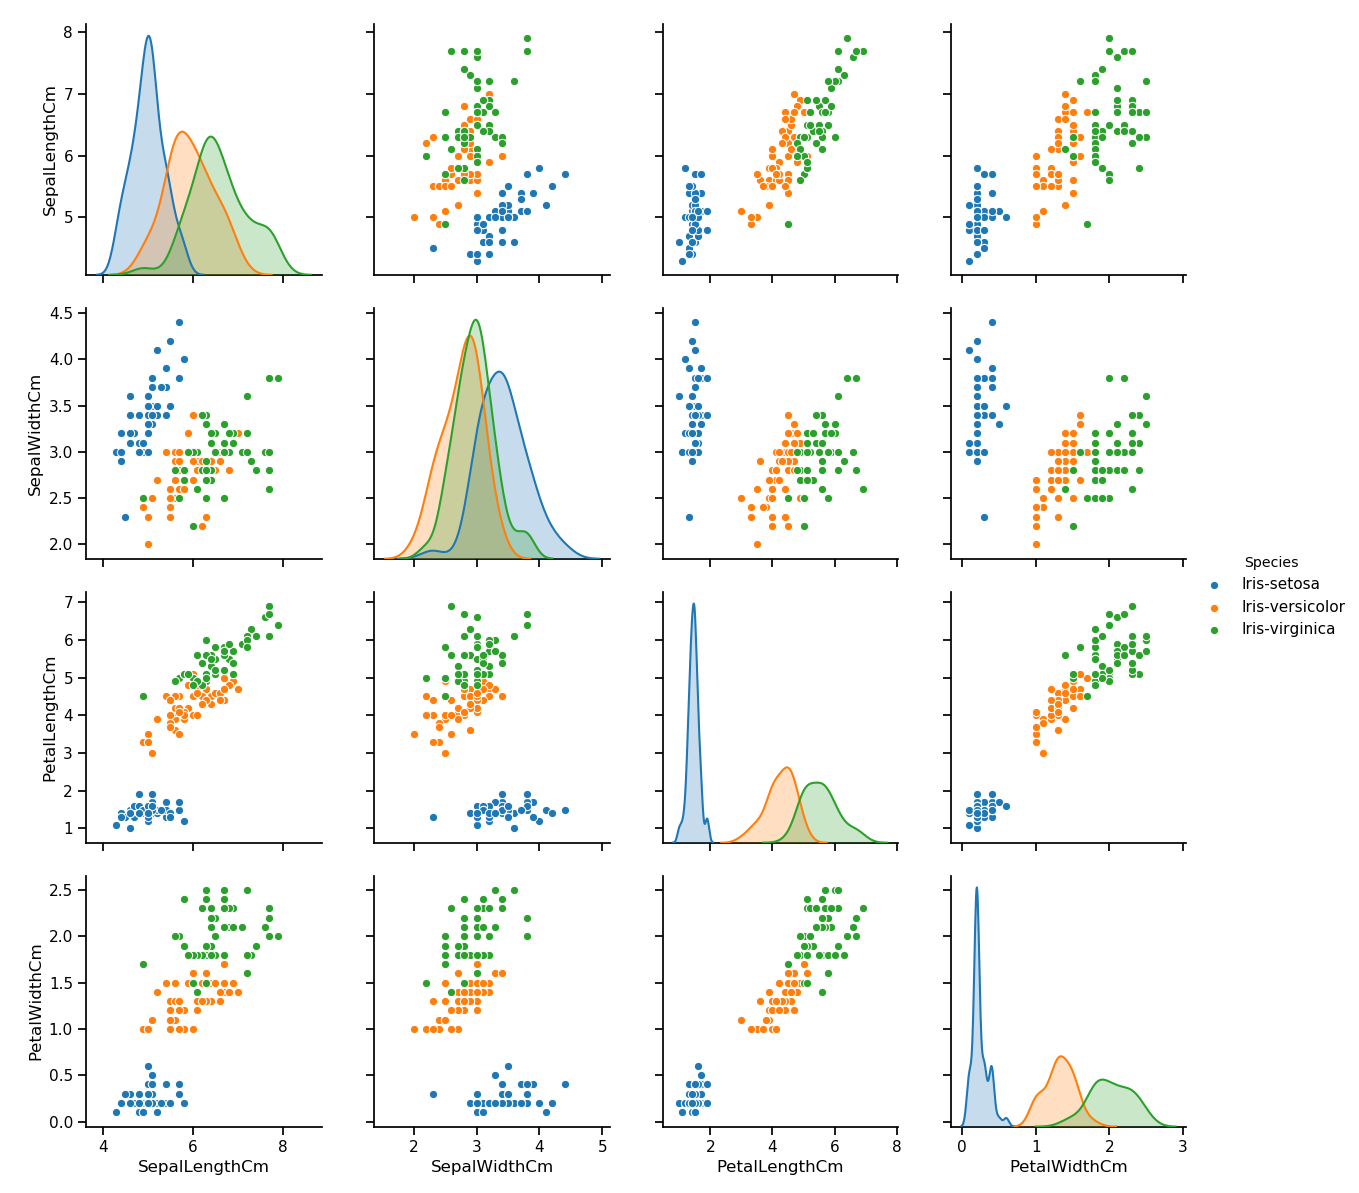 8
7
6
5
SepalLengthCm
4.5
4.0
3.5
3.0
2.5
2.0
SepalWidthCm
Species
Iris-setosa
Iris-versicolor
Iris-virginica
7
6
5
4
3
2
1
PetalLengthCm
2.5
2.0
1.5
1.0
0.5
0.0
PetalWidthCm
4 6 8
2 3 4 5
2 4 6 8
0 1 2 3
SepalLengthCm
SepalWidthCm
PetalLengthCm
PetalWidthCm